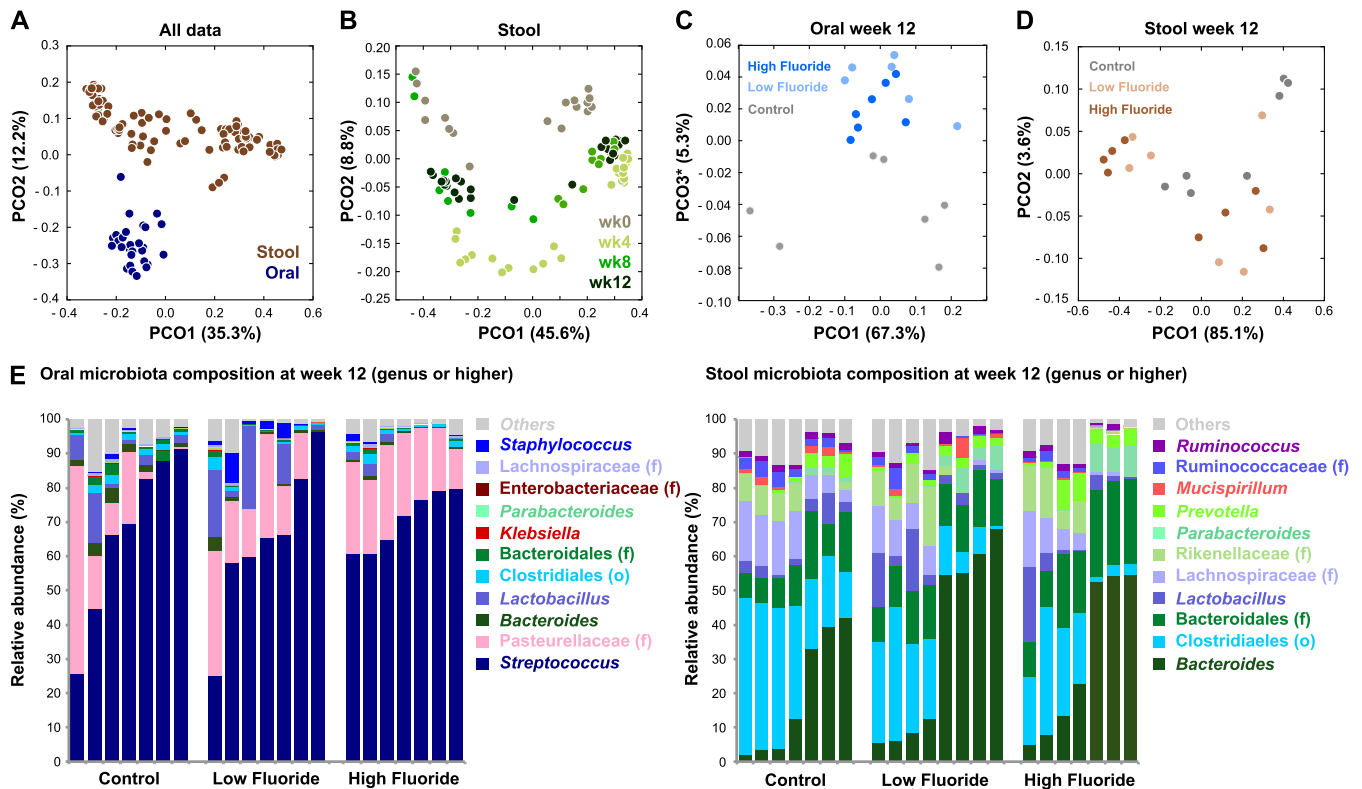 A All data
0.3
0.2
0.1
0.0
- 0.1
- 0.2
- 0.3
- 0.4
PCO2 (12.2%)
Stool
Oral
- 0.4 - 0.2 0.0 0.2 0.4 0.6
PCO1 (35.3%)
B Stool
0.20
0.15
0.10
0.05
0.00
-0.05
-0.10
-0.15
-0.20
-0.25
PCO2 (8.8%)
wk0
wk4
wk8
wk12
- 0.4 - 0.2 0.0 0.2 0.4 0.6
PCO1 (45.6%)
C Oral week 12
0.06
0.04
0.02
0.00
- 0.02
- 0.04
- 0.06
- 0.08
- 0.10
PCO3* (5.3%)
High Fluoride
Low Fluoride
Control
- 0.3 - 0.2 - 0.1 0.0 0.1 0.2
PCO1 (67.3%)
D Stool week 12
0.15
0.10
0.05
0.00
-0.05
-0.10
-0.15
PCO2 (3.6%)
Control
Low Fluoride
High Fluoride
-0.6 -0.4 -0.2 0.0 0.2 0.4 0.6
PCO1 (85.1%)
E Oral microbiota composition at week 12 (genus or higher)
100
90
80
70
60
50
40
30
20
10
0
Relative abundance (%)
Control Low Fluoride High Fluoride
Others
Staphylococcus
Lachnospiraceae (f)
Enterobacteriaceae (f)
Parabacteroides
Klebsiella
Bacteroidales (f)
Clostridiales (o)
Lactobacillus
Bacteroides
Pasteurellaceae (f)
Streptococcus
Stool microbiota composition at week 12 (genus or higher)
100
90
80
70
60
50
40
30
20
10
0
Relative abundance (%)
Control Low Fluoride High Fluoride
Others
Ruminococcus
Ruminococcaceae (f)
Mucispirillum
Prevotella
Parabacteroides
Rikenellaceae (f)
Lachnospiraceae (f)
Lactobacillus
Bacteroidales (f)
Clostridiaeles (o)
Bacteroides